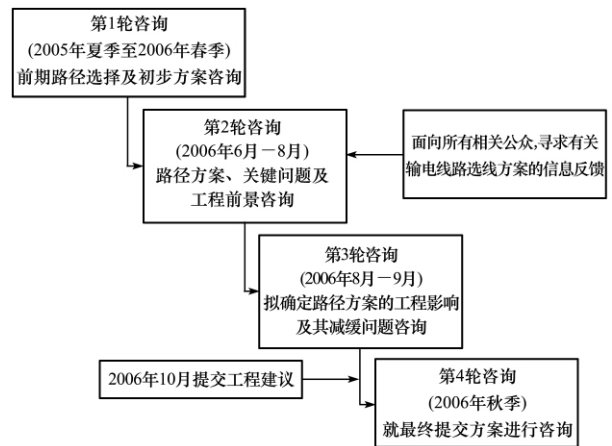 第1轮咨询
(2005年夏季至2006年春季)
前期路径选择及初步方案咨询
第2轮咨询
(2006年6月－8月)
路径方案、关键问题及
工程前景咨询
面向所有相关公众,寻求有关
输电线路选线方案的信息反馈
第3轮咨询
(2006年8月－9月)
拟确定路径方案的工程影响
及其减缓问题咨询
2006年10月提交工程建议
第4轮咨询
(2006年秋季)
就最终提交方案进行咨询